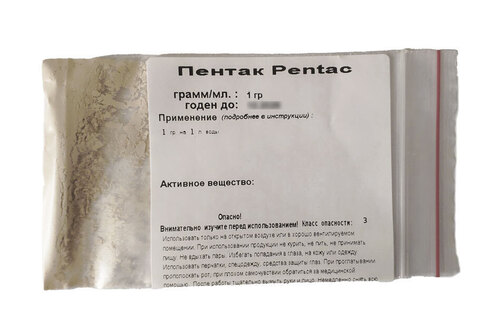 Пентак Pentac
грамм/мл. : 1 гр
годен до:
Применение (подробнее в инструкции) :
1 гр на 1 л воды
Активное вещество:
Опасно!
Внимательно изучите перед использованием! Класс опасности: 3
Использовать только на открытом воздухе или в хорошо вентилируемом
помещении. При использовании продукции не курить, не пить, не принимать
пищу. Не вдыхать пары. Избегать попадания в глаза, на кожу или одежду
Использовать перчатки, спецодежду, средства защиты глаз. При проглатывании
прополоскать рот, при плохом самочувствии обратиться за медицинской
помощью. После работы тщательно вымыть руки и лицо. Немедленно снять всю